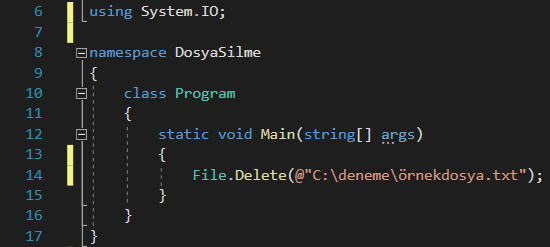 6 using System.IO;
7
8 namespace DosyaSilme
9 {
10 class Program
11 {
12 static void Main(string[] args)
13 {
14 File.Delete(@"C:\deneme\örnekdosya.txt");
15 }
16 }
17 }